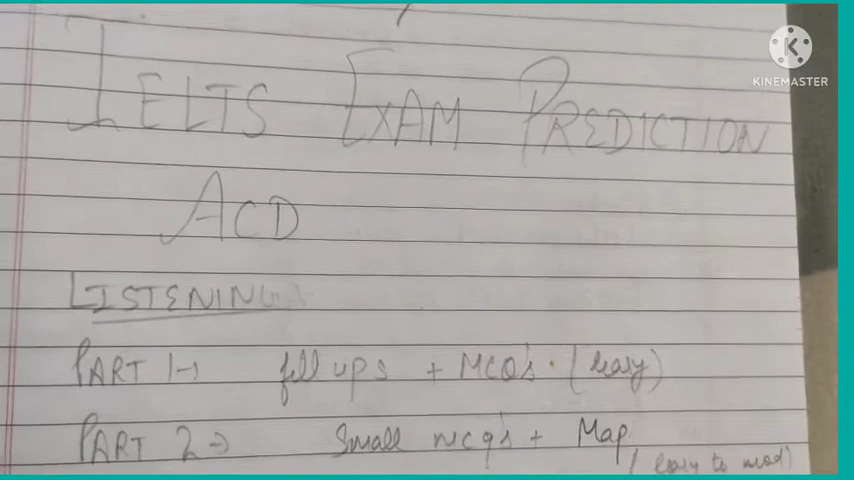 KINEMASTER
IELTS EXAM PREDICTION
ACD
LISTENING
PART 1→ fill ups + MCQ's. (easy)
PART 2→ Small mcq's + Map
(easy to mod)